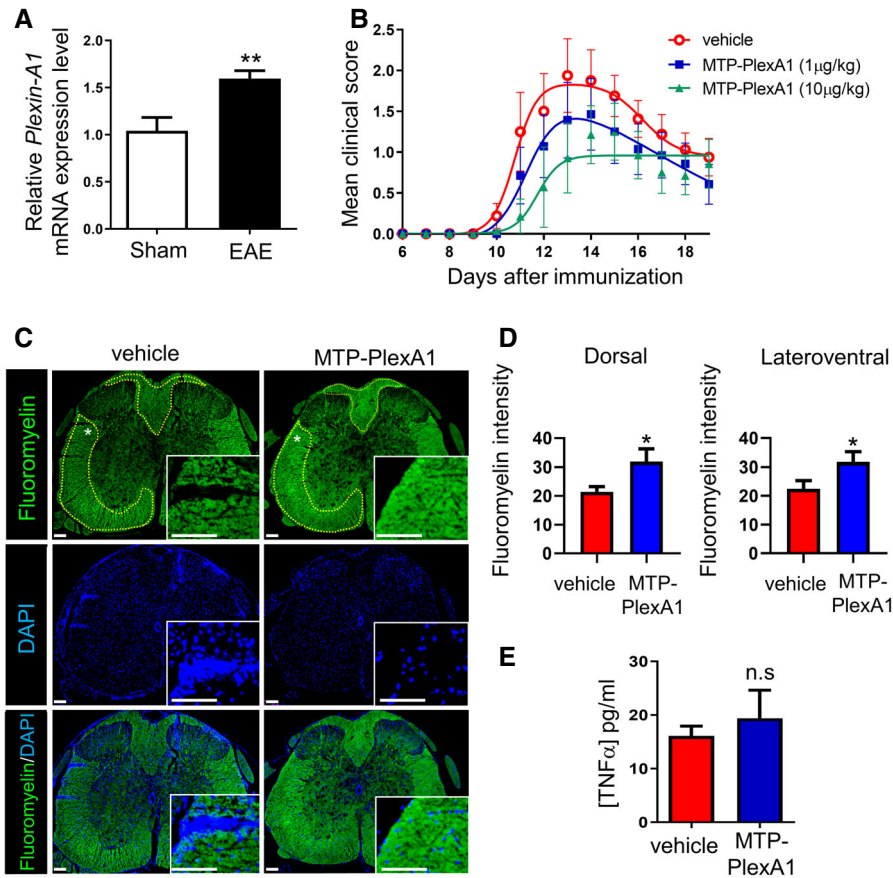 A
Relative Plexin-A1
mRNA expression level
2.0
1.5
1.0
1.5
0.0
**
Sham EAE
B
Mean clinical score
2.5
2.0
1.5
1.0
0.5
0.0
6 8 10 12 14 16 18
Days after immunization
vehicle
MTP-PlexA1 (1µg/kg)
MTP-PlexA1 (10µg/kg)
C
vehicle MTP-PlexA1
Fluoromyelin
* *
DAPI
Fluoromyelin/DAPI
D
Dorsal
Fluoromyelin intensity
40
30
20
10
0
*
vehicle MTP-
PlexA1
Lateroventral
Fluoromyelin intensity
40
30
20
10
0
*
vehicle MTP-
PlexA1
E
[TNFα] pg/ml
30
20
10
0
n.s
vehicle MTP-
PlexA1